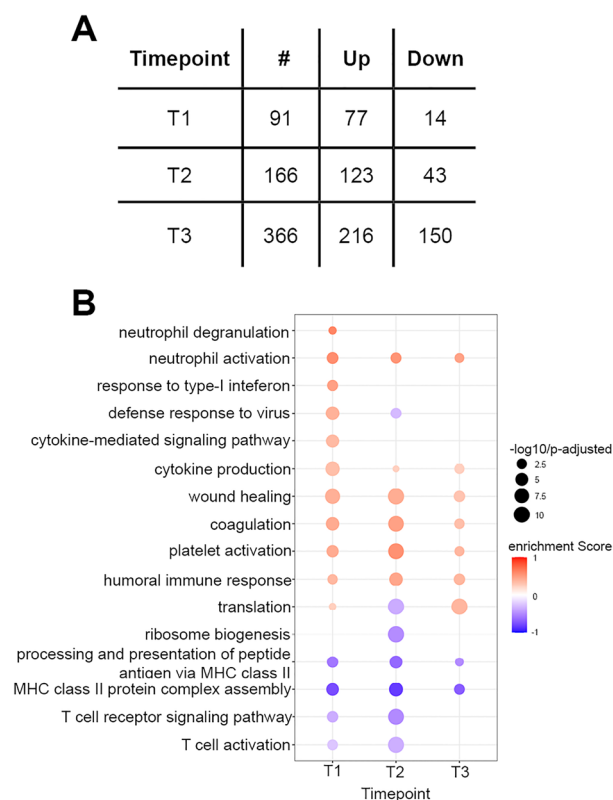 A
Timepoint # Up Down
T1 91 77 14
T2 166 123 43
T3 366 216 150
B
neutrophil degranulation
neutrophil activation
response to type-I inteferon
defense response to virus
cytokine-mediated signaling pathway
cytokine production
wound healing
coagulation
platelet activation
humoral immune response
translation
ribosome biogenesis
processing and presentation of peptide
antigen via MHC class II
MHC class II protein complex assembly
T cell receptor signaling pathway
T cell activation
T1 T2 T3
Timepoint
-log10/p-adjusted
2.5
5
7.5
10
enrichment Score
1
0
-1